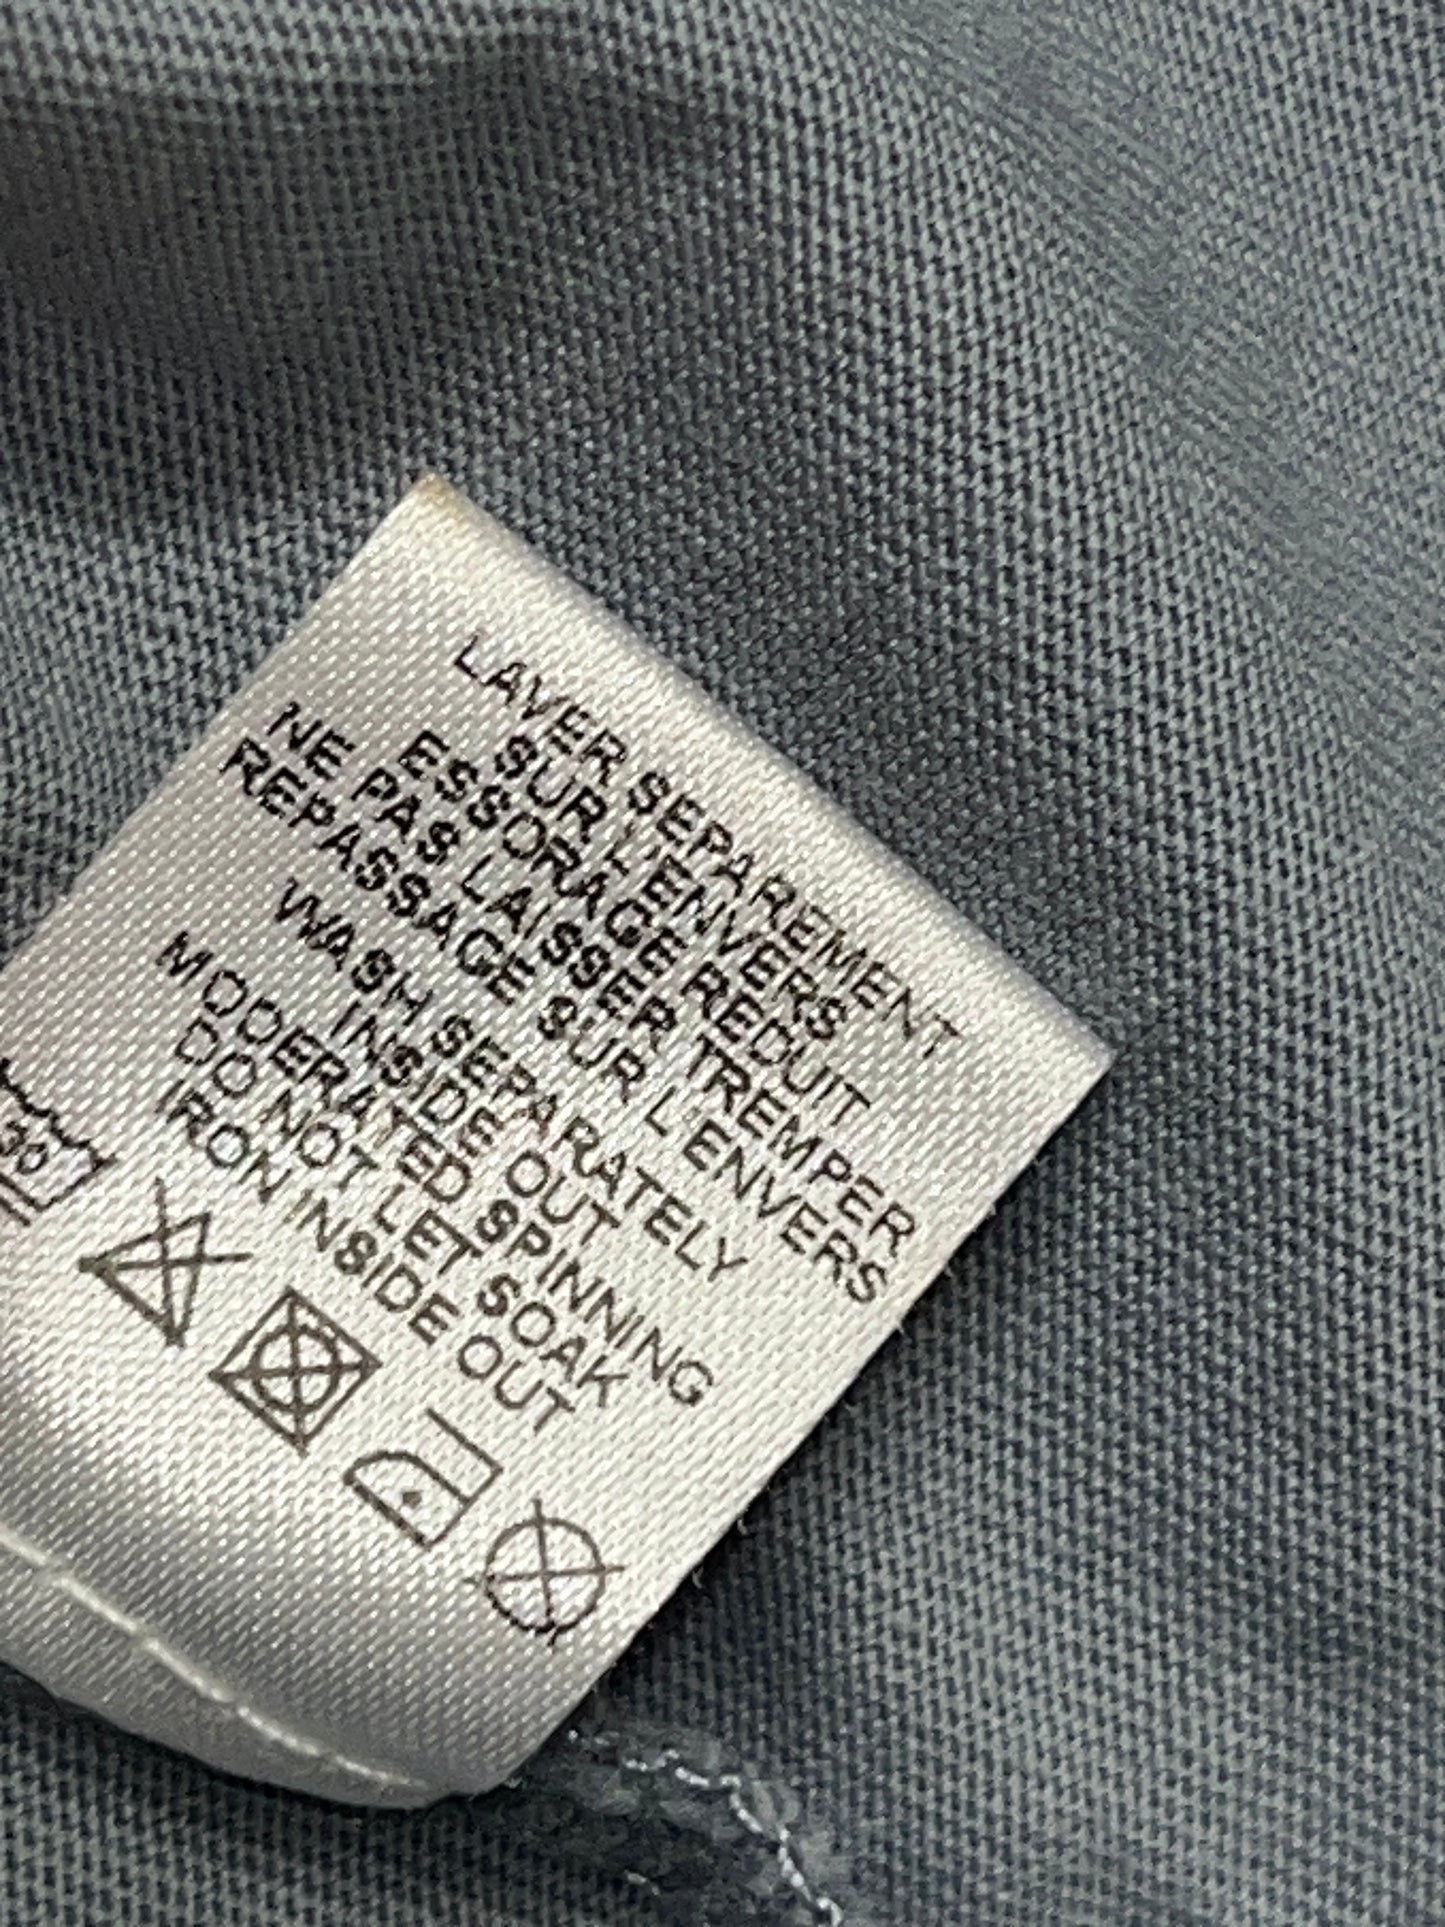 LAVER SEPAREMENT
SUR L'ENVERS
ESSORAGE REDUIT
NE PAS LAISSER TREMPER
REPASSAGE SUR L'ENVERS
WASH SEPARATELY
INSIDE OUT
MODERATED SPINNING
DO NOT LET SOAK
IRON INSIDE OUT
30